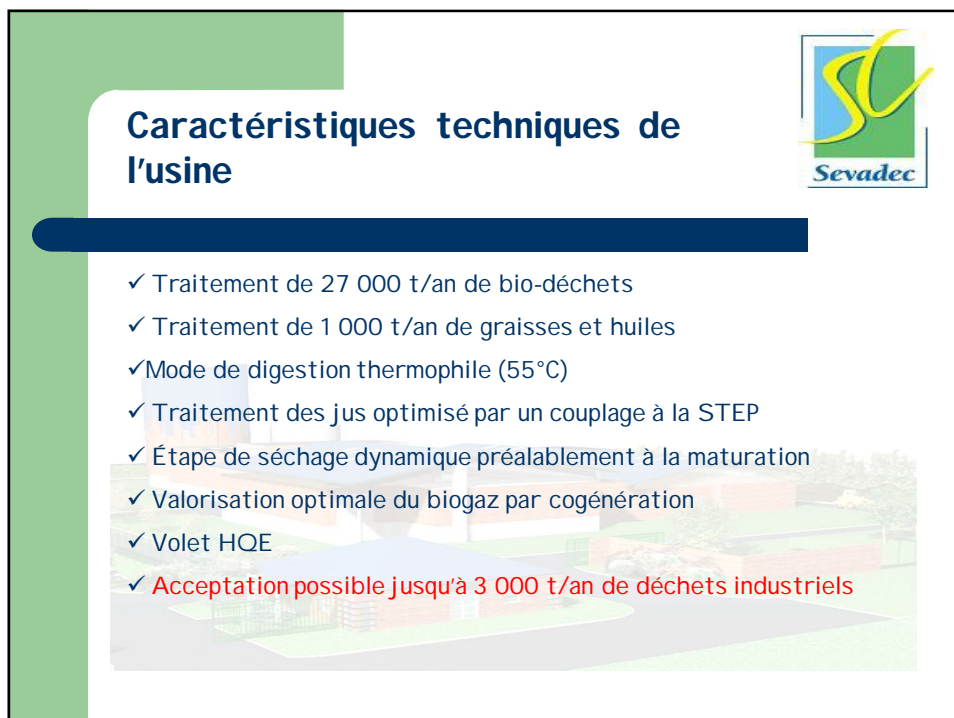 Caractéristiques techniques de
l'usine
Sevadec
✓ Traitement de 27 000 t/an de bio-déchets
✓ Traitement de 1 000 t/an de graisses et huiles
✓Mode de digestion thermophile (55°C)
✓ Traitement des jus optimisé par un couplage à la STEP
✓ Étape de séchage dynamique préalablement à la maturation
✓ Valorisation optimale du biogaz par cogénération
✓ Volet HQE
✓ Acceptation possible jusqu'à 3 000 t/an de déchets industriels